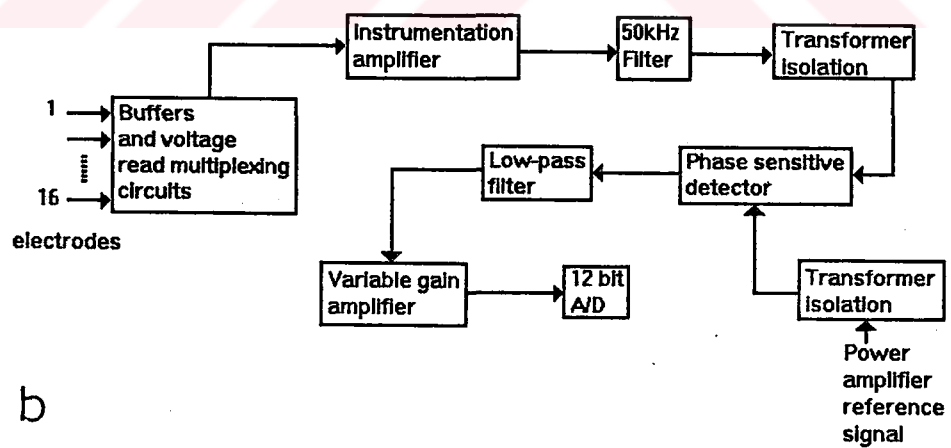 Instrumentation
amplifier
50kHz
Filter
Transformer
isolation
1
16
electrodes
Buffers
and voltage
read multiplexing
circuits
Low-pass
filter
Phase sensitive
detector
Variable gain
amplifier
12 bit
A/D
Transformer
isolation
Power
amplifier
reference
signal
b